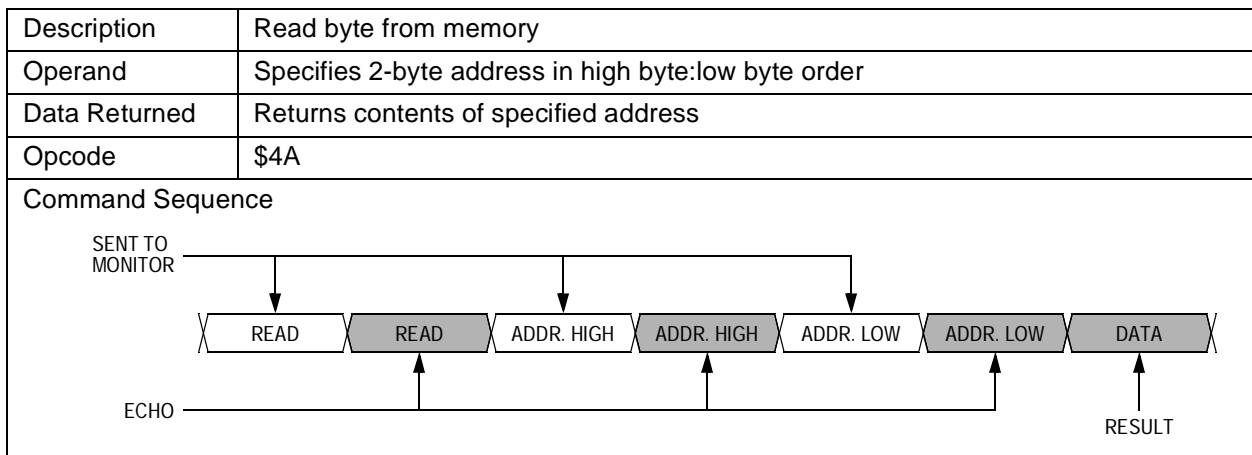 Description Read byte from memory
Operand Specifies 2-byte address in high byte:low byte order
Data Returned Returns contents of specified address
Opcode $4A
Command Sequence
SENT TO
MONITOR
READ READ ADDR. HIGH ADDR. HIGH ADDR. LOW ADDR. LOW DATA
ECHO
RESULT